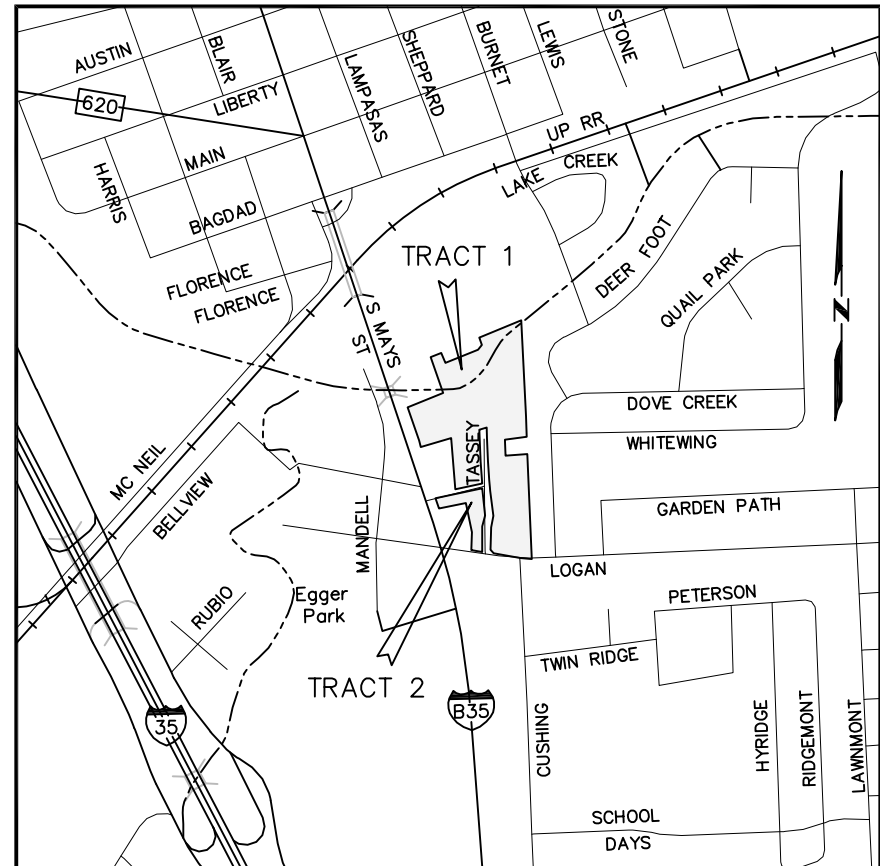 AUSTIN
BLAIR
LIBERTY
620
HARRIS
MAIN
BAGDAD
FLORENCE
FLORENCE
LAMPASAS
SHEPPARD
BURNET
LEWIS
STONE
UP RR
LAKE CREEK
TRACT 1
DEER FOOT
QUAIL PARK
N
S MAYS
ST
DOVE CREEK
WHITEWING
TASSEY
MC NEIL
BELLVIEW
MANDELL
GARDEN PATH
LOGAN
RUBIO
Egger
Park
PETERSON
TWIN RIDGE
TRACT 2
35
B35
CUSHING
HYRIDGE
RIDGEMONT
LAWNMONT
SCHOOL
DAYS